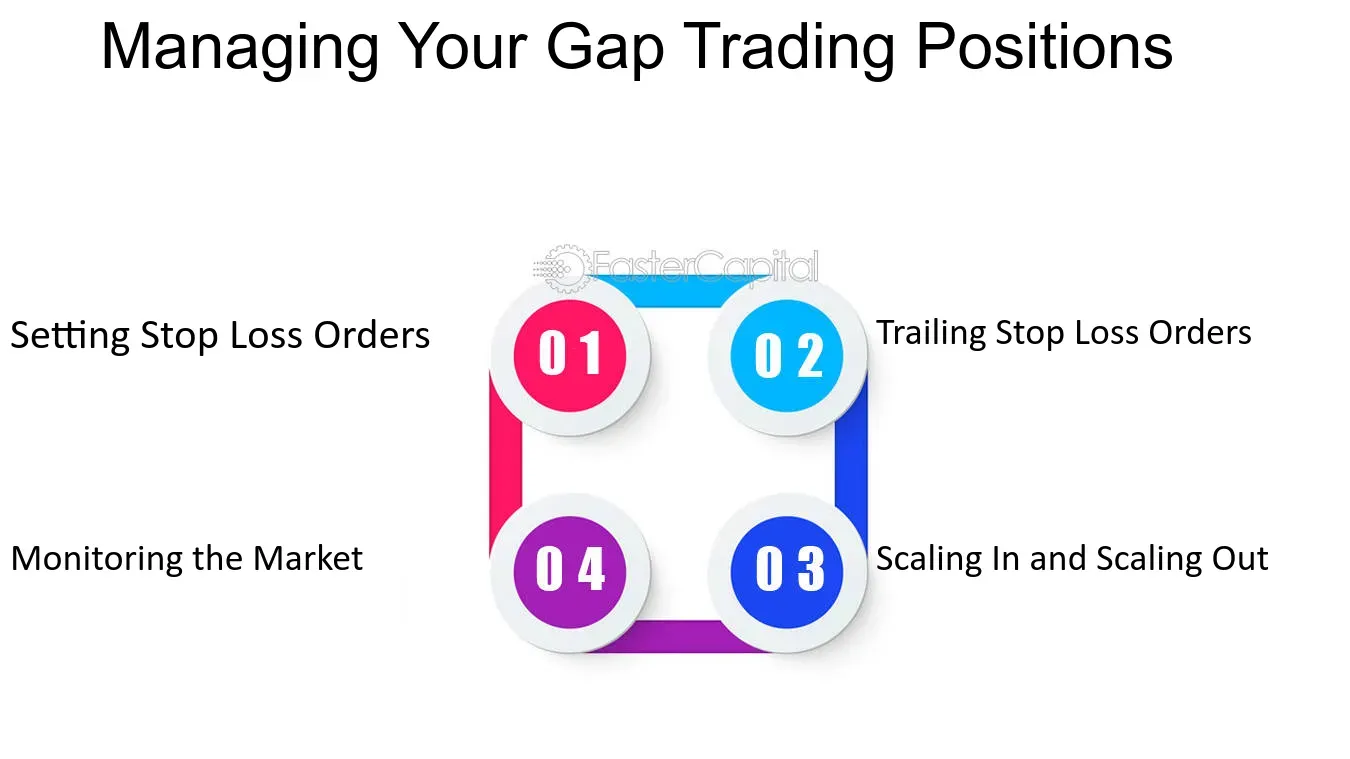 Managing Your Gap Trading Positions
FasterCapital
Setting Stop Loss Orders
01
02
Trailing Stop Loss Orders
Monitoring the Market
04
03
Scaling In and Scaling Out